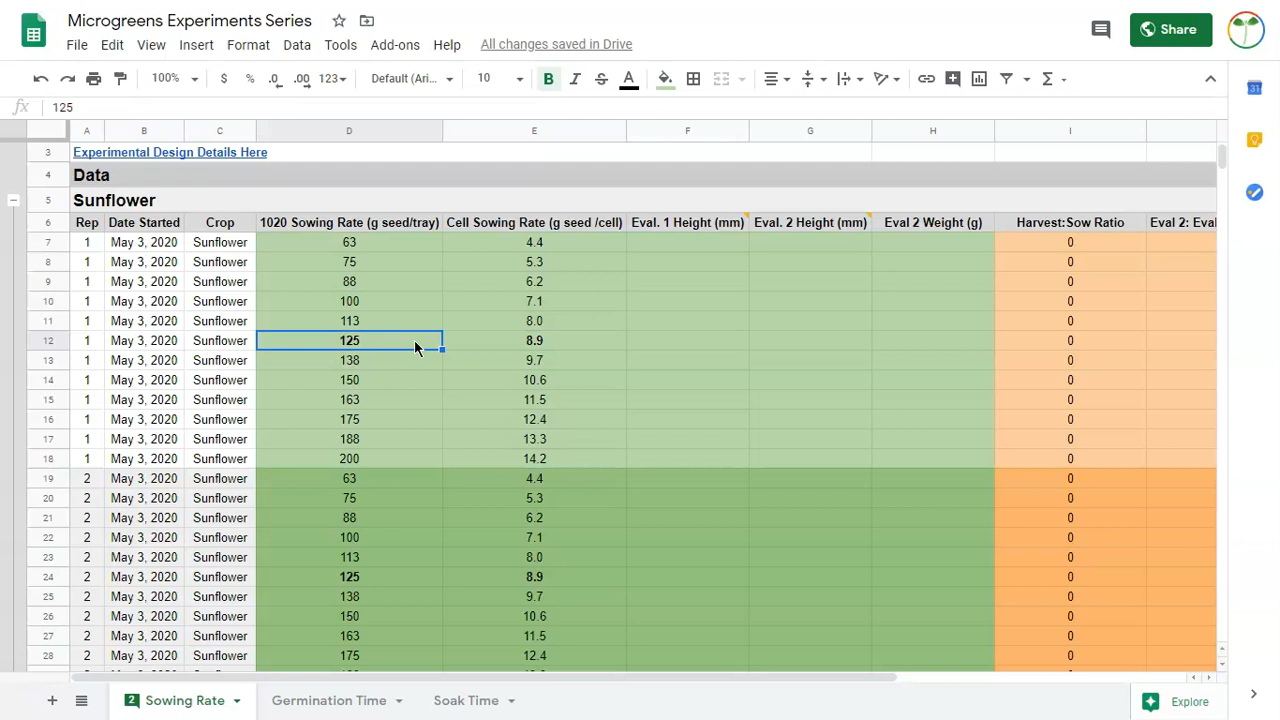 Microgreens Experiments Series
File Edit View Insert Format Data Tools Add-ons Help All changes saved in Drive
Share
100% $ % .0 .00 123 Default (Ari... 10 B I S A
fx 125
A B C D E F G H I
3 Experimental Design Details Here
4 Data
5 Sunflower
6 Rep Date Started Crop 1020 Sowing Rate (g seed/tray) Cell Sowing Rate (g seed /cell) Eval. 1 Height (mm) Eval. 2 Height (mm) Eval 2 Weight (g) Harvest:Sow Ratio Eval 2: Eval
7 1 May 3, 2020 Sunflower 63 4.4 0
8 1 May 3, 2020 Sunflower 75 5.3 0
9 1 May 3, 2020 Sunflower 88 6.2 0
10 1 May 3, 2020 Sunflower 100 7.1 0
11 1 May 3, 2020 Sunflower 113 8.0 0
12 1 May 3, 2020 Sunflower 125 8.9 0
13 1 May 3, 2020 Sunflower 138 9.7 0
14 1 May 3, 2020 Sunflower 150 10.6 0
15 1 May 3, 2020 Sunflower 163 11.5 0
16 1 May 3, 2020 Sunflower 175 12.4 0
17 1 May 3, 2020 Sunflower 188 13.3 0
18 1 May 3, 2020 Sunflower 200 14.2 0
19 2 May 3, 2020 Sunflower 63 4.4 0
20 2 May 3, 2020 Sunflower 75 5.3 0
21 2 May 3, 2020 Sunflower 88 6.2 0
22 2 May 3, 2020 Sunflower 100 7.1 0
23 2 May 3, 2020 Sunflower 113 8.0 0
24 2 May 3, 2020 Sunflower 125 8.9 0
25 2 May 3, 2020 Sunflower 138 9.7 0
26 2 May 3, 2020 Sunflower 150 10.6 0
27 2 May 3, 2020 Sunflower 163 11.5 0
28 2 May 3, 2020 Sunflower 175 12.4 0
2 Sowing Rate Germination Time Soak Time Explore